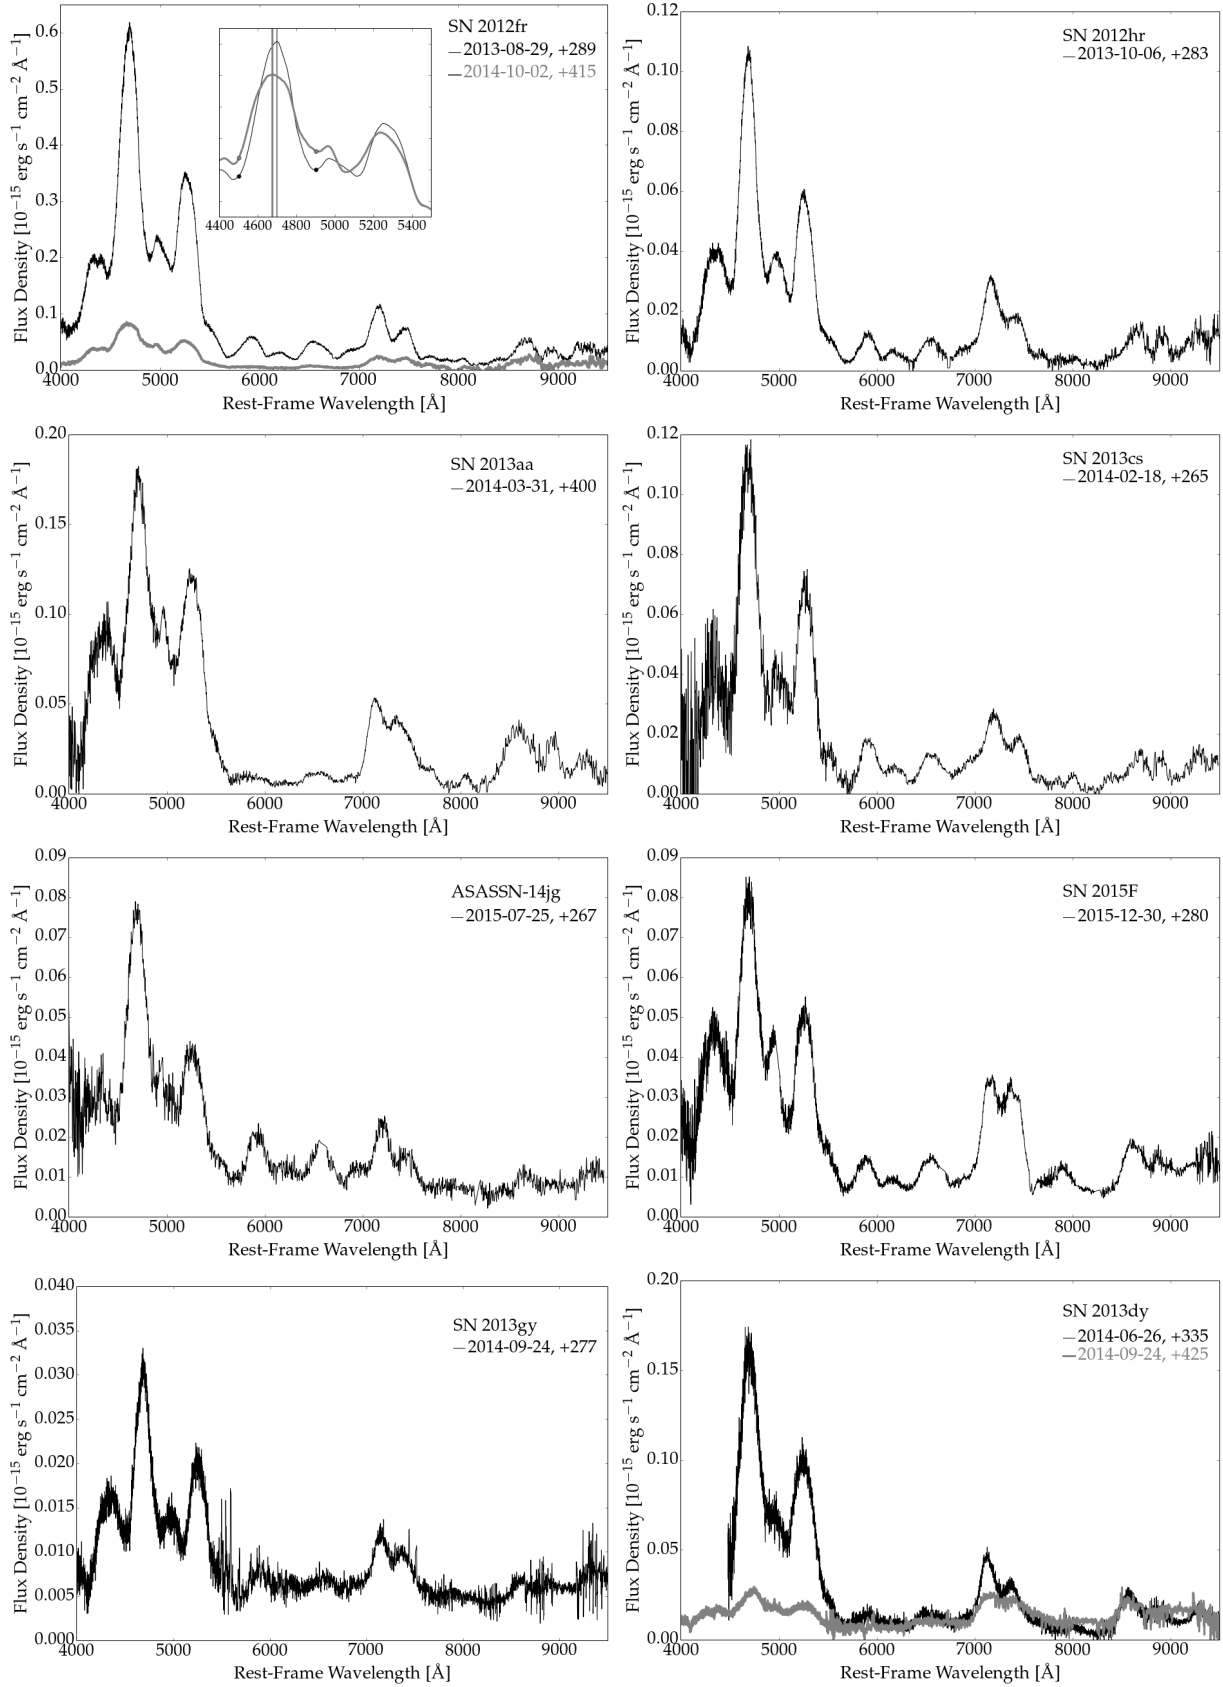 SN 2012fr
2013-08-29, +289
2014-10-02, +415
0.6
0.5
0.4
0.3
0.2
0.1
0.0
4400 4600 4800 5000 5200 5400
4000 5000 6000 7000 8000 9000
Flux Density [10⁻¹⁵ erg s⁻¹ cm⁻² Å⁻¹]
Rest-Frame Wavelength [Å]
SN 2012hr
2013-10-06, +283
0.12
0.10
0.08
0.06
0.04
0.02
0.00
4000 5000 6000 7000 8000 9000
Flux Density [10⁻¹⁵ erg s⁻¹ cm⁻² Å⁻¹]
Rest-Frame Wavelength [Å]
SN 2013aa
2014-03-31, +400
0.20
0.15
0.10
0.05
0.00
4000 5000 6000 7000 8000 9000
Flux Density [10⁻¹⁵ erg s⁻¹ cm⁻² Å⁻¹]
Rest-Frame Wavelength [Å]
SN 2013cs
2014-02-18, +265
0.12
0.10
0.08
0.06
0.04
0.02
0.00
4000 5000 6000 7000 8000 9000
Flux Density [10⁻¹⁵ erg s⁻¹ cm⁻² Å⁻¹]
Rest-Frame Wavelength [Å]
ASASSN-14jg
2015-07-25, +267
0.09
0.08
0.07
0.06
0.05
0.04
0.03
0.02
0.01
0.00
4000 5000 6000 7000 8000 9000
Flux Density [10⁻¹⁵ erg s⁻¹ cm⁻² Å⁻¹]
Rest-Frame Wavelength [Å]
SN 2015F
2015-12-30, +280
0.09
0.08
0.07
0.06
0.05
0.04
0.03
0.02
0.01
0.00
4000 5000 6000 7000 8000 9000
Flux Density [10⁻¹⁵ erg s⁻¹ cm⁻² Å⁻¹]
Rest-Frame Wavelength [Å]
SN 2013gy
2014-09-24, +277
0.040
0.035
0.030
0.025
0.020
0.015
0.010
0.005
0.000
4000 5000 6000 7000 8000 9000
Flux Density [10⁻¹⁵ erg s⁻¹ cm⁻² Å⁻¹]
Rest-Frame Wavelength [Å]
SN 2013dy
2014-06-26, +335
2014-09-24, +425
0.20
0.15
0.10
0.05
0.00
4000 5000 6000 7000 8000 9000
Flux Density [10⁻¹⁵ erg s⁻¹ cm⁻² Å⁻¹]
Rest-Frame Wavelength [Å]